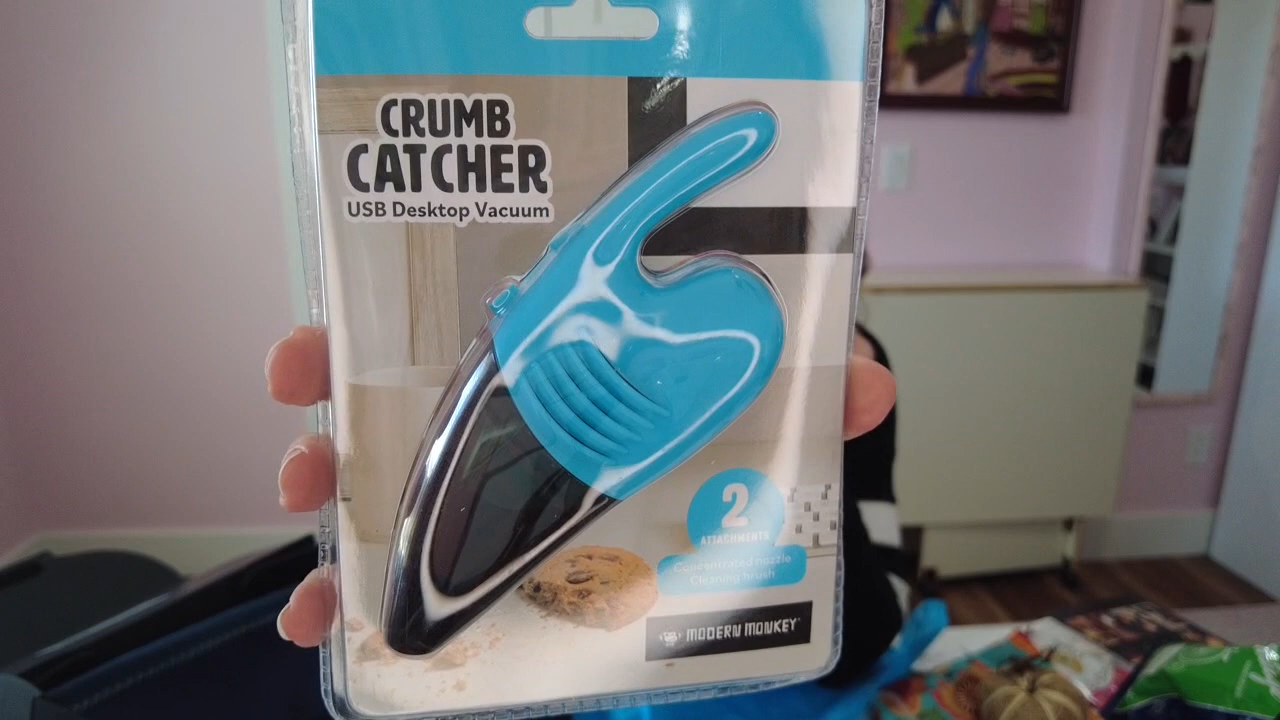 CRUMB
CATCHER
USB Desktop Vacuum
2
ATTACHMENTS
Concentrated nozzle
Cleaning brush
MODERN MONKEY